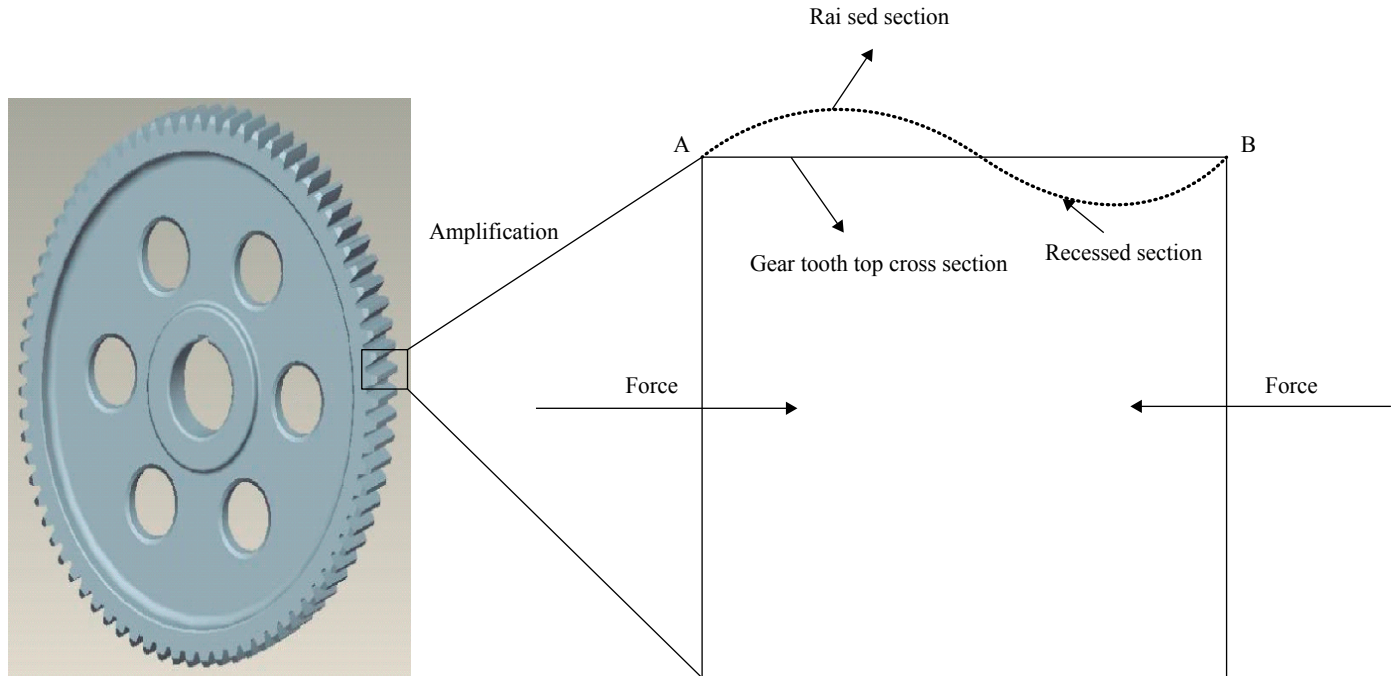 Rai sed section
A
B
Amplification
Gear tooth top cross section
Recessed section
Force
Force